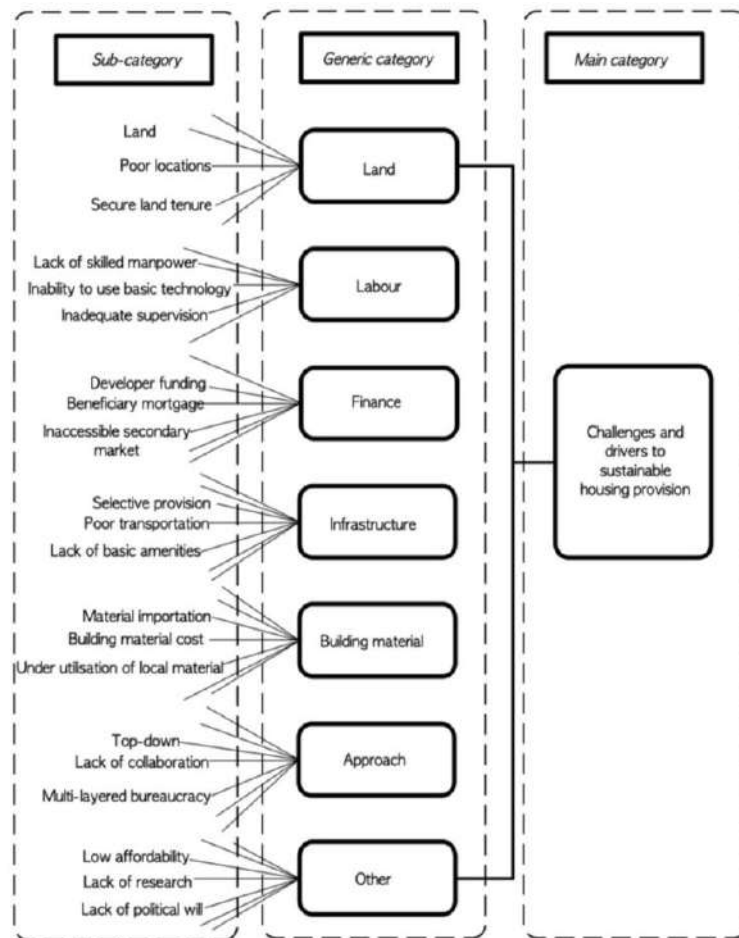 Sub-category
Generic category
Main category
Land
Poor locations
Secure land tenure
Land
Lack of skilled manpower
Inability to use basic technology
Inadequate supervision
Labour
Developer funding
Beneficiary mortgage
Inaccessible secondary
market
Finance
Selective provision
Poor transportation
Lack of basic amenities
Infrastructure
Material importation
Building material cost
Under utilisation of local material
Building material
Top-down
Lack of collaboration
Multi-layered bureaucracy
Approach
Low affordability
Lack of research
Lack of political will
Other
Challenges and
drivers to
sustainable
housing provision